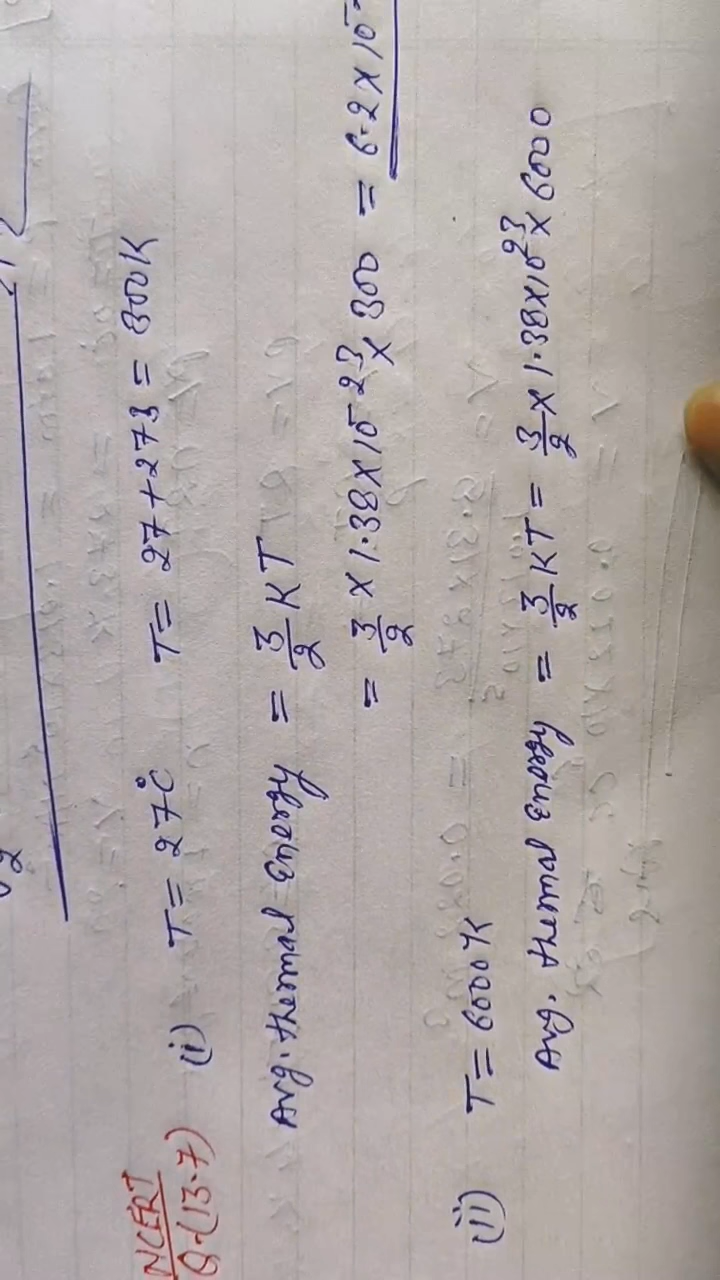 NCERT
Q.(13.7) (i) T = 27°C T = 27+273 = 300K
Avg. thermal Energy = 3/2 KT
= 3/2 × 1.38×10⁻²³ × 300 = 6.2×10⁻
(ii) T = 6000K
Avg. thermal Energy = 3/2 KT = 3/2 × 1.38×10⁻²³ × 6000